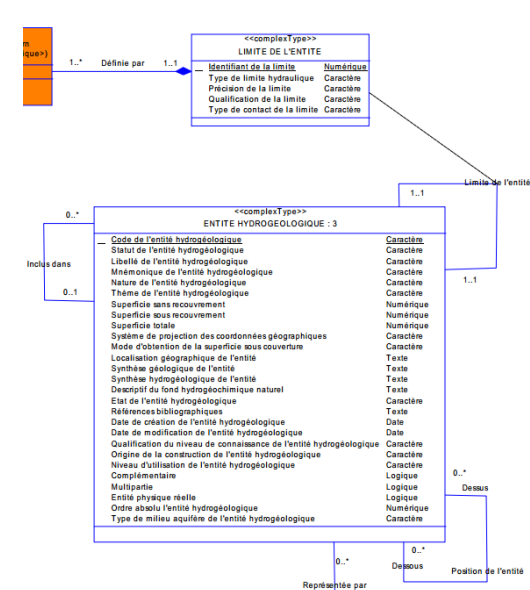 <<complexType>>
LIMITE DE L'ENTITE
Identifiant de la limite Numérique
Type de limite hydraulique Caractère
Précision de la limite Caractère
Qualification de la limite Caractère
Type de contact de la limite Caractère
ique>)
1..* Définie par 1..1
Limite de l'entité
1..1
1..1
<<complexType>>
ENTITE HYDROGEOLOGIQUE : 3
Code de l'entité hydrogéologique Caractère
Statut de l'entité hydrogéologique Caractère
Libellé de l'entité hydrogéologique Caractère
Mnémonique de l'entité hydrogéologique Caractère
Nature de l'entité hydrogéologique Caractère
Thème de l'entité hydrogéologique Caractère
Superficie sans recouvrement Numérique
Superficie sous recouvrement Numérique
Superficie totale Numérique
Système de projection des coordonnées géographiques Caractère
Mode d'obtention de la superficie sous couverture Caractère
Localisation géographique de l'entité Texte
Synthèse géologique de l'entité Texte
Synthèse hydrogéologique de l'entité Texte
Descriptif du fond hydrogéochimique naturel Texte
Etat de l'entité hydrogéologique Caractère
Références bibliographiques Texte
Date de création de l'entité hydrogéologique Date
Date de modification de l'entité hydrogéologique Date
Qualification du niveau de connaissance de l'entité hydrogéologique Caractère
Origine de la construction de l'entité hydrogéologique Caractère
Niveau d'utilisation de l'entité hydrogéologique Caractère
Complémentaire Logique
Multipartie Logique
Entité physique réelle Logique
Ordre absolu l'entité hydrogéologique Numérique
Type de milieu aquifère de l'entité hydrogéologique Caractère
0..*
Inclus dans
0..1
0..*
Dessus
0..*
Dessous
Position de l'entité
0..*
Représentée par